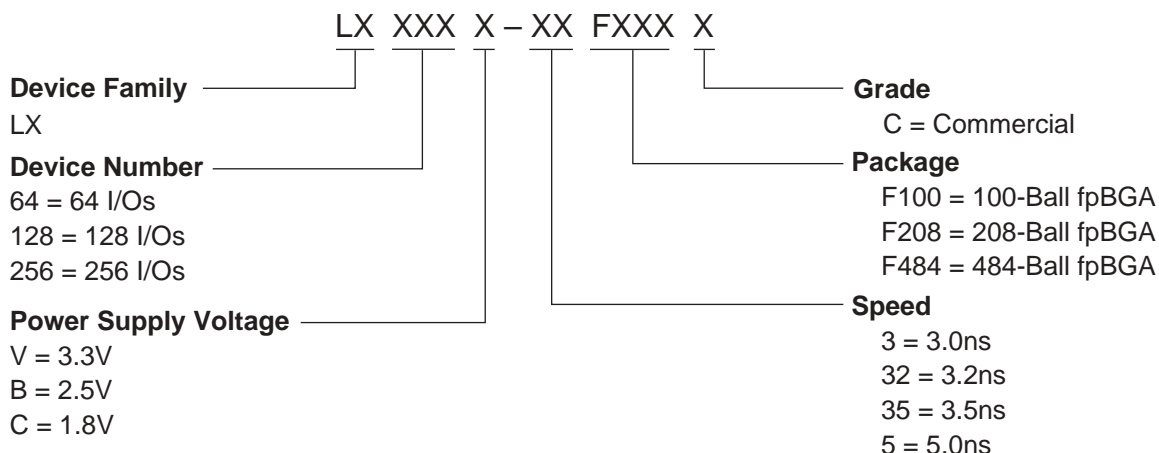 LX XXX X – XX FXXX X
Device Family
LX
Device Number
64 = 64 I/Os
128 = 128 I/Os
256 = 256 I/Os
Power Supply Voltage
V = 3.3V
B = 2.5V
C = 1.8V
Grade
C = Commercial
Package
F100 = 100-Ball fpBGA
F208 = 208-Ball fpBGA
F484 = 484-Ball fpBGA
Speed
3 = 3.0ns
32 = 3.2ns
35 = 3.5ns
5 = 5.0ns